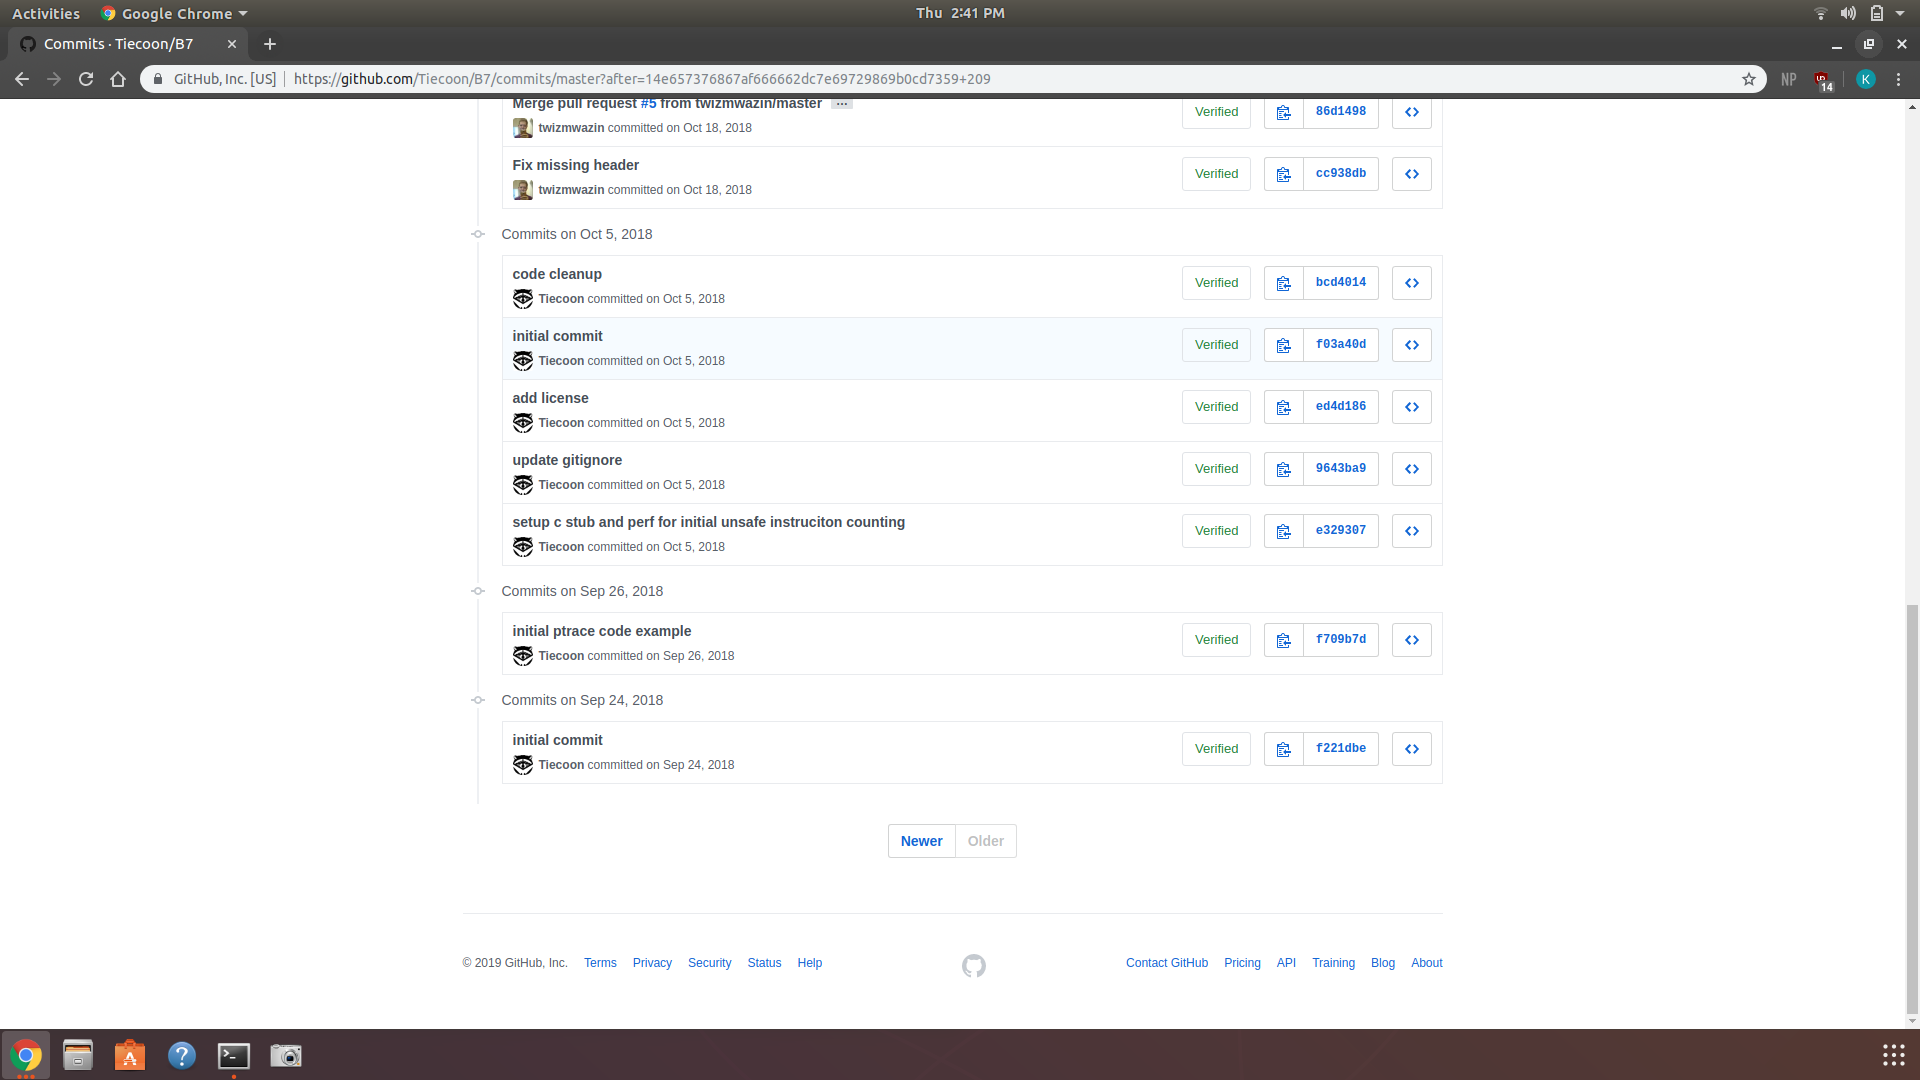 Activities Google Chrome Thu 2:41 PM
Commits · Tiecoon/B7
GitHub, Inc. [US] https://github.com/Tiecoon/B7/commits/master?after=14e657376867af666662dc7e69729869b0cd7359+209 NP 14 K
Merge pull request #5 from twizmwazin/master ... Verified 86d1498
twizmwazin committed on Oct 18, 2018
Fix missing header Verified cc938db
twizmwazin committed on Oct 18, 2018
Commits on Oct 5, 2018
code cleanup Verified bcd4014
Tiecoon committed on Oct 5, 2018
initial commit Verified f03a40d
Tiecoon committed on Oct 5, 2018
add license Verified ed4d186
Tiecoon committed on Oct 5, 2018
update gitignore Verified 9643ba9
Tiecoon committed on Oct 5, 2018
setup c stub and perf for initial unsafe instruciton counting Verified e329307
Tiecoon committed on Oct 5, 2018
Commits on Sep 26, 2018
initial ptrace code example Verified f709b7d
Tiecoon committed on Sep 26, 2018
Commits on Sep 24, 2018
initial commit Verified f221dbe
Tiecoon committed on Sep 24, 2018
Newer Older
© 2019 GitHub, Inc. Terms Privacy Security Status Help Contact GitHub Pricing API Training Blog About